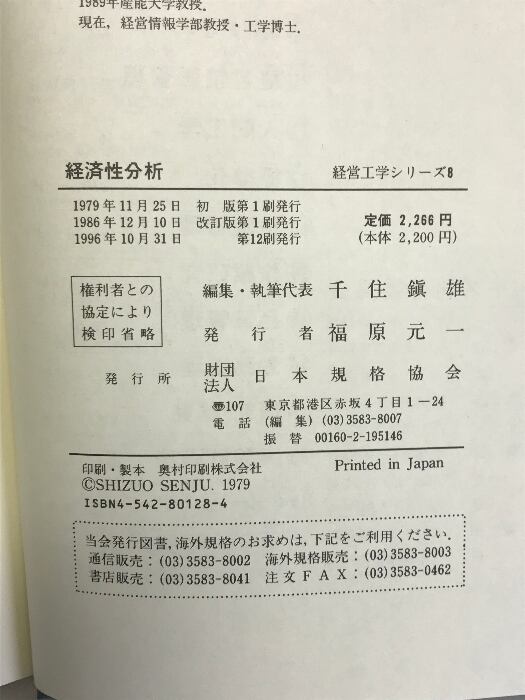 1989年産能大学教授.
現在, 経営情報学部教授・工学博士.
経済性分析 経営工学シリーズ8
1979年11月25日 初 版第1刷発行
1986年12月10日 改訂版第1刷発行 定価 2,266円
1996年10月31日 第12刷発行 (本体 2,200円)
権利者との
協定により
検印省略
編集・執筆代表 千住鎮雄
発行者 福原元一
発行所 財団法人 日本規格協会
〠107 東京都港区赤坂4丁目1-24
電話 (編集) (03)3583-8007
振替 00160-2-195146
印刷・製本 奥村印刷株式会社 Printed in Japan
©SHIZUO SENJU. 1979
ISBN4-542-80128-4
当会発行図書, 海外規格のお求めは, 下記をご利用ください.
通信販売:(03)3583-8002 海外規格販売:(03)3583-8003
書店販売:(03)3583-8041 注文FAX:(03)3583-0462